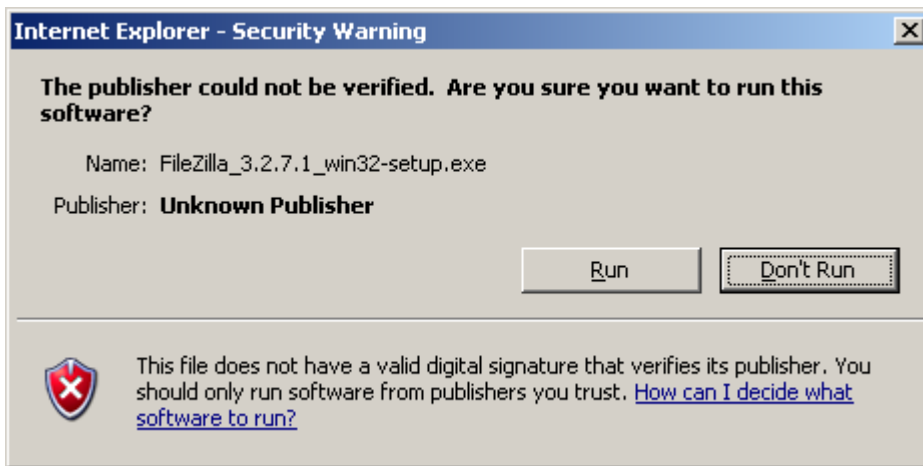 Internet Explorer - Security Warning
The publisher could not be verified.  Are you sure you want to run this
software?
Name: FileZilla_3.2.7.1_win32-setup.exe
Publisher: Unknown Publisher
Run Don't Run
This file does not have a valid digital signature that verifies its publisher. You
should only run software from publishers you trust. How can I decide what
software to run?